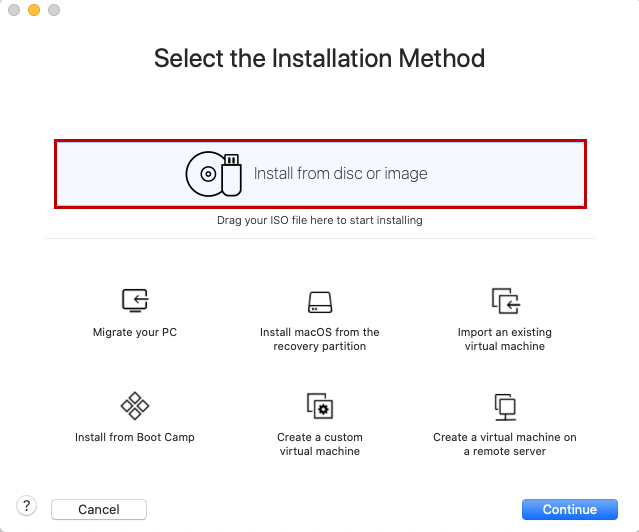 Select the Installation Method
Install from disc or image
Drag your ISO file here to start installing
Migrate your PC
Install macOS from the
recovery partition
Import an existing
virtual machine
Install from Boot Camp
Create a custom
virtual machine
Create a virtual machine on
a remote server
?
Cancel
Continue